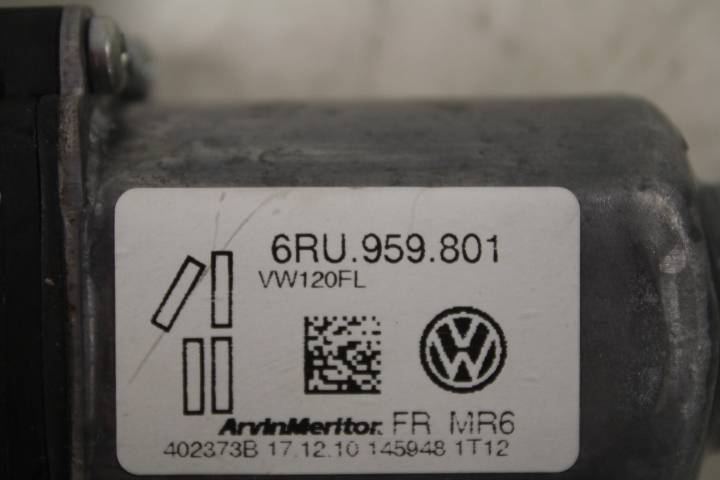 6RU.959.801
VW120FL
ArvinMeritor. FR MR6
402373B 17.12.10 145948 1T12